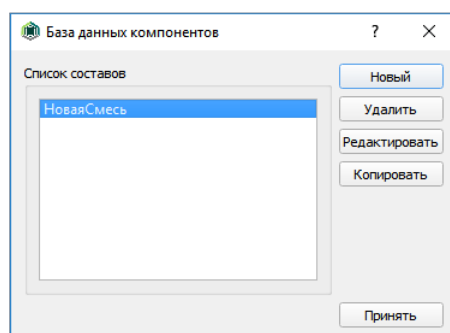 База данных компонентов ?
Список составов
НоваяСмесь
Новый
Удалить
Редактировать
Копировать
Принять